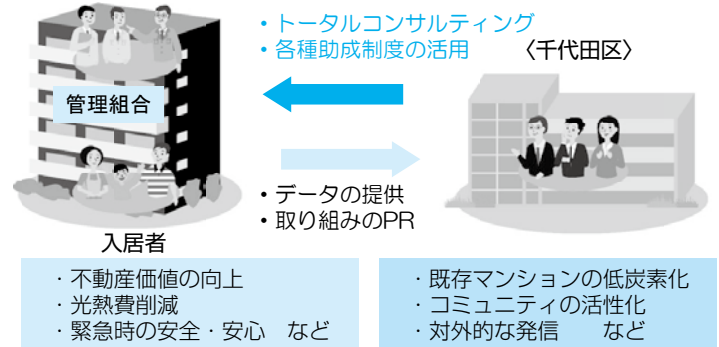 ・トータルコンサルティング
・各種助成制度の活用
〈千代田区〉
管理組合
・データの提供
・取り組みのPR
入居者
・不動産価値の向上
・光熱費削減
・緊急時の安全・安心　など
・既存マンションの低炭素化
・コミュニティの活性化
・対外的な発信　　など